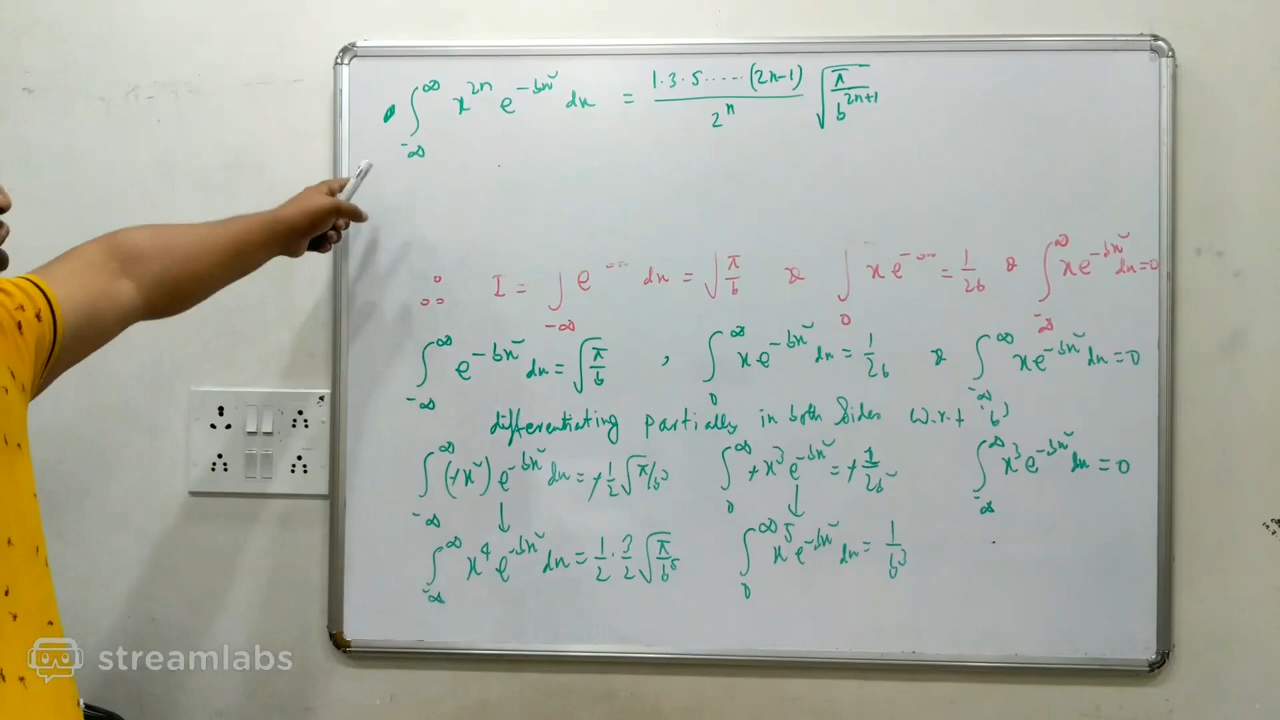 ∫_{-∞}^{∞} x^{2n} e^{-bx²} dx = \frac{1·3·5·····(2n-1)}{2^n} √(π/b^{2n+1})
∴ I = ∫_{-∞} e dx = √(π/b) & ∫_0 x e = 1/2b & ∫_{-∞}^{∞} x e^{-bx²} dx = 0
∫_{-∞}^{∞} e^{-bx²} dx = √(π/b) , ∫_0^{∞} x e^{-bx²} dx = 1/2b & ∫_{-∞}^{∞} x e^{-bx²} dx = 0
differentiating partially in both sides w.r.t 'b'
∫_{-∞}^{∞} (+x²) e^{-bx²} dx = +1/2 √(π/b³) ∫_0^{∞} +x³ e^{-bx²} = +1/2b² ∫_{-∞}^{∞} x³ e^{-bx²} dx = 0
↓ ↓
∫_{-∞}^{∞} x⁴ e^{-bx²} dx = 1/2 · 3/2 √(π/b⁵) ∫_0^{∞} x⁵ e^{-bx²} dx = 1/b³
streamlabs